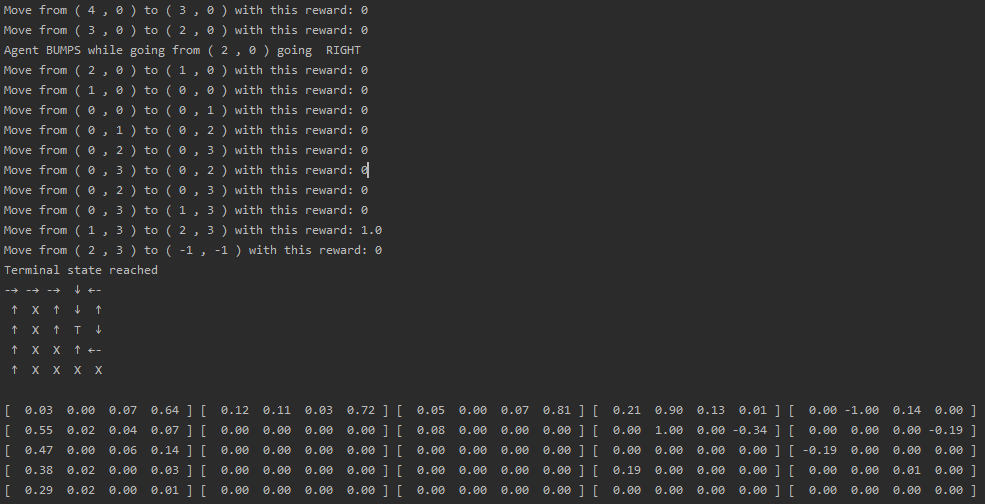 Move from ( 4 , 0 ) to ( 3 , 0 ) with this reward: 0
Move from ( 3 , 0 ) to ( 2 , 0 ) with this reward: 0
Agent BUMPS while going from ( 2 , 0 ) going  RIGHT
Move from ( 2 , 0 ) to ( 1 , 0 ) with this reward: 0
Move from ( 1 , 0 ) to ( 0 , 0 ) with this reward: 0
Move from ( 0 , 0 ) to ( 0 , 1 ) with this reward: 0
Move from ( 0 , 1 ) to ( 0 , 2 ) with this reward: 0
Move from ( 0 , 2 ) to ( 0 , 3 ) with this reward: 0
Move from ( 0 , 3 ) to ( 0 , 2 ) with this reward: 0
Move from ( 0 , 2 ) to ( 0 , 3 ) with this reward: 0
Move from ( 0 , 3 ) to ( 1 , 3 ) with this reward: 0
Move from ( 1 , 3 ) to ( 2 , 3 ) with this reward: 1.0
Move from ( 2 , 3 ) to ( -1 , -1 ) with this reward: 0
Terminal state reached
-→ -→ -→ ↓ ←-
↑ X ↑ ↓ ↑
↑ X ↑ T ↓
↑ X X ↑ ←-
↑ X X X X
[ 0.03 0.00 0.07 0.64 ] [ 0.12 0.11 0.03 0.72 ] [ 0.05 0.00 0.07 0.81 ] [ 0.21 0.90 0.13 0.01 ] [ 0.00 -1.00 0.14 0.00 ]
[ 0.55 0.02 0.04 0.07 ] [ 0.00 0.00 0.00 0.00 ] [ 0.08 0.00 0.00 0.00 ] [ 0.00 1.00 0.00 -0.34 ] [ 0.00 0.00 0.00 -0.19 ]
[ 0.47 0.00 0.06 0.14 ] [ 0.00 0.00 0.00 0.00 ] [ 0.00 0.00 0.00 0.00 ] [ 0.00 0.00 0.00 0.00 ] [ -0.19 0.00 0.00 0.00 ]
[ 0.38 0.02 0.00 0.03 ] [ 0.00 0.00 0.00 0.00 ] [ 0.00 0.00 0.00 0.00 ] [ 0.19 0.00 0.00 0.00 ] [ 0.00 0.00 0.01 0.00 ]
[ 0.29 0.02 0.00 0.01 ] [ 0.00 0.00 0.00 0.00 ] [ 0.00 0.00 0.00 0.00 ] [ 0.00 0.00 0.00 0.00 ] [ 0.00 0.00 0.00 0.00 ]